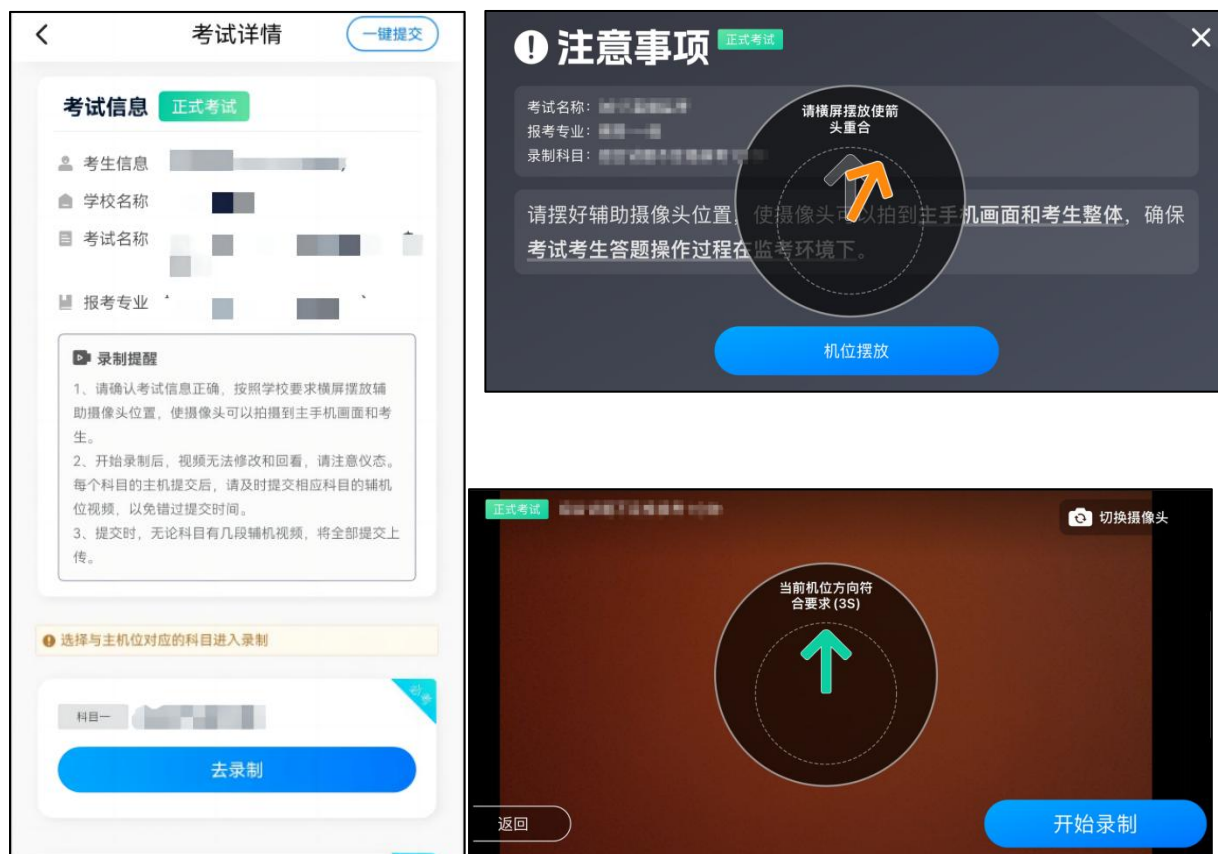 考试详情
一键提交
考试信息
正式考试
考生信息
学校名称
考试名称
报考专业
录制提醒
1、请确认考试信息正确，按照学校要求横屏摆放辅
助摄像头位置，使摄像头可以拍摄到主手机画面和考
生。
2、开始录制后，视频无法修改和回看，请注意仪态。
每个科目的主机提交后，请及时提交相应科目的辅机
位视频，以免错过提交时间。
3、提交时，无论科目有几段辅机视频，将全部提交上
传。
选择与主机位对应的科目进入录制
科目一
去录制
注意事项
正式考试
考试名称：
报考专业：
录制科目：
请横屏摆放使箭
头重合
请摆好辅助摄像头位置，使摄像头可以拍到主手机画面和考生整体，确保
考试考生答题操作过程在监考环境下。
机位摆放
正式考试
切换摄像头
当前机位方向符
合要求 (3S)
返回
开始录制